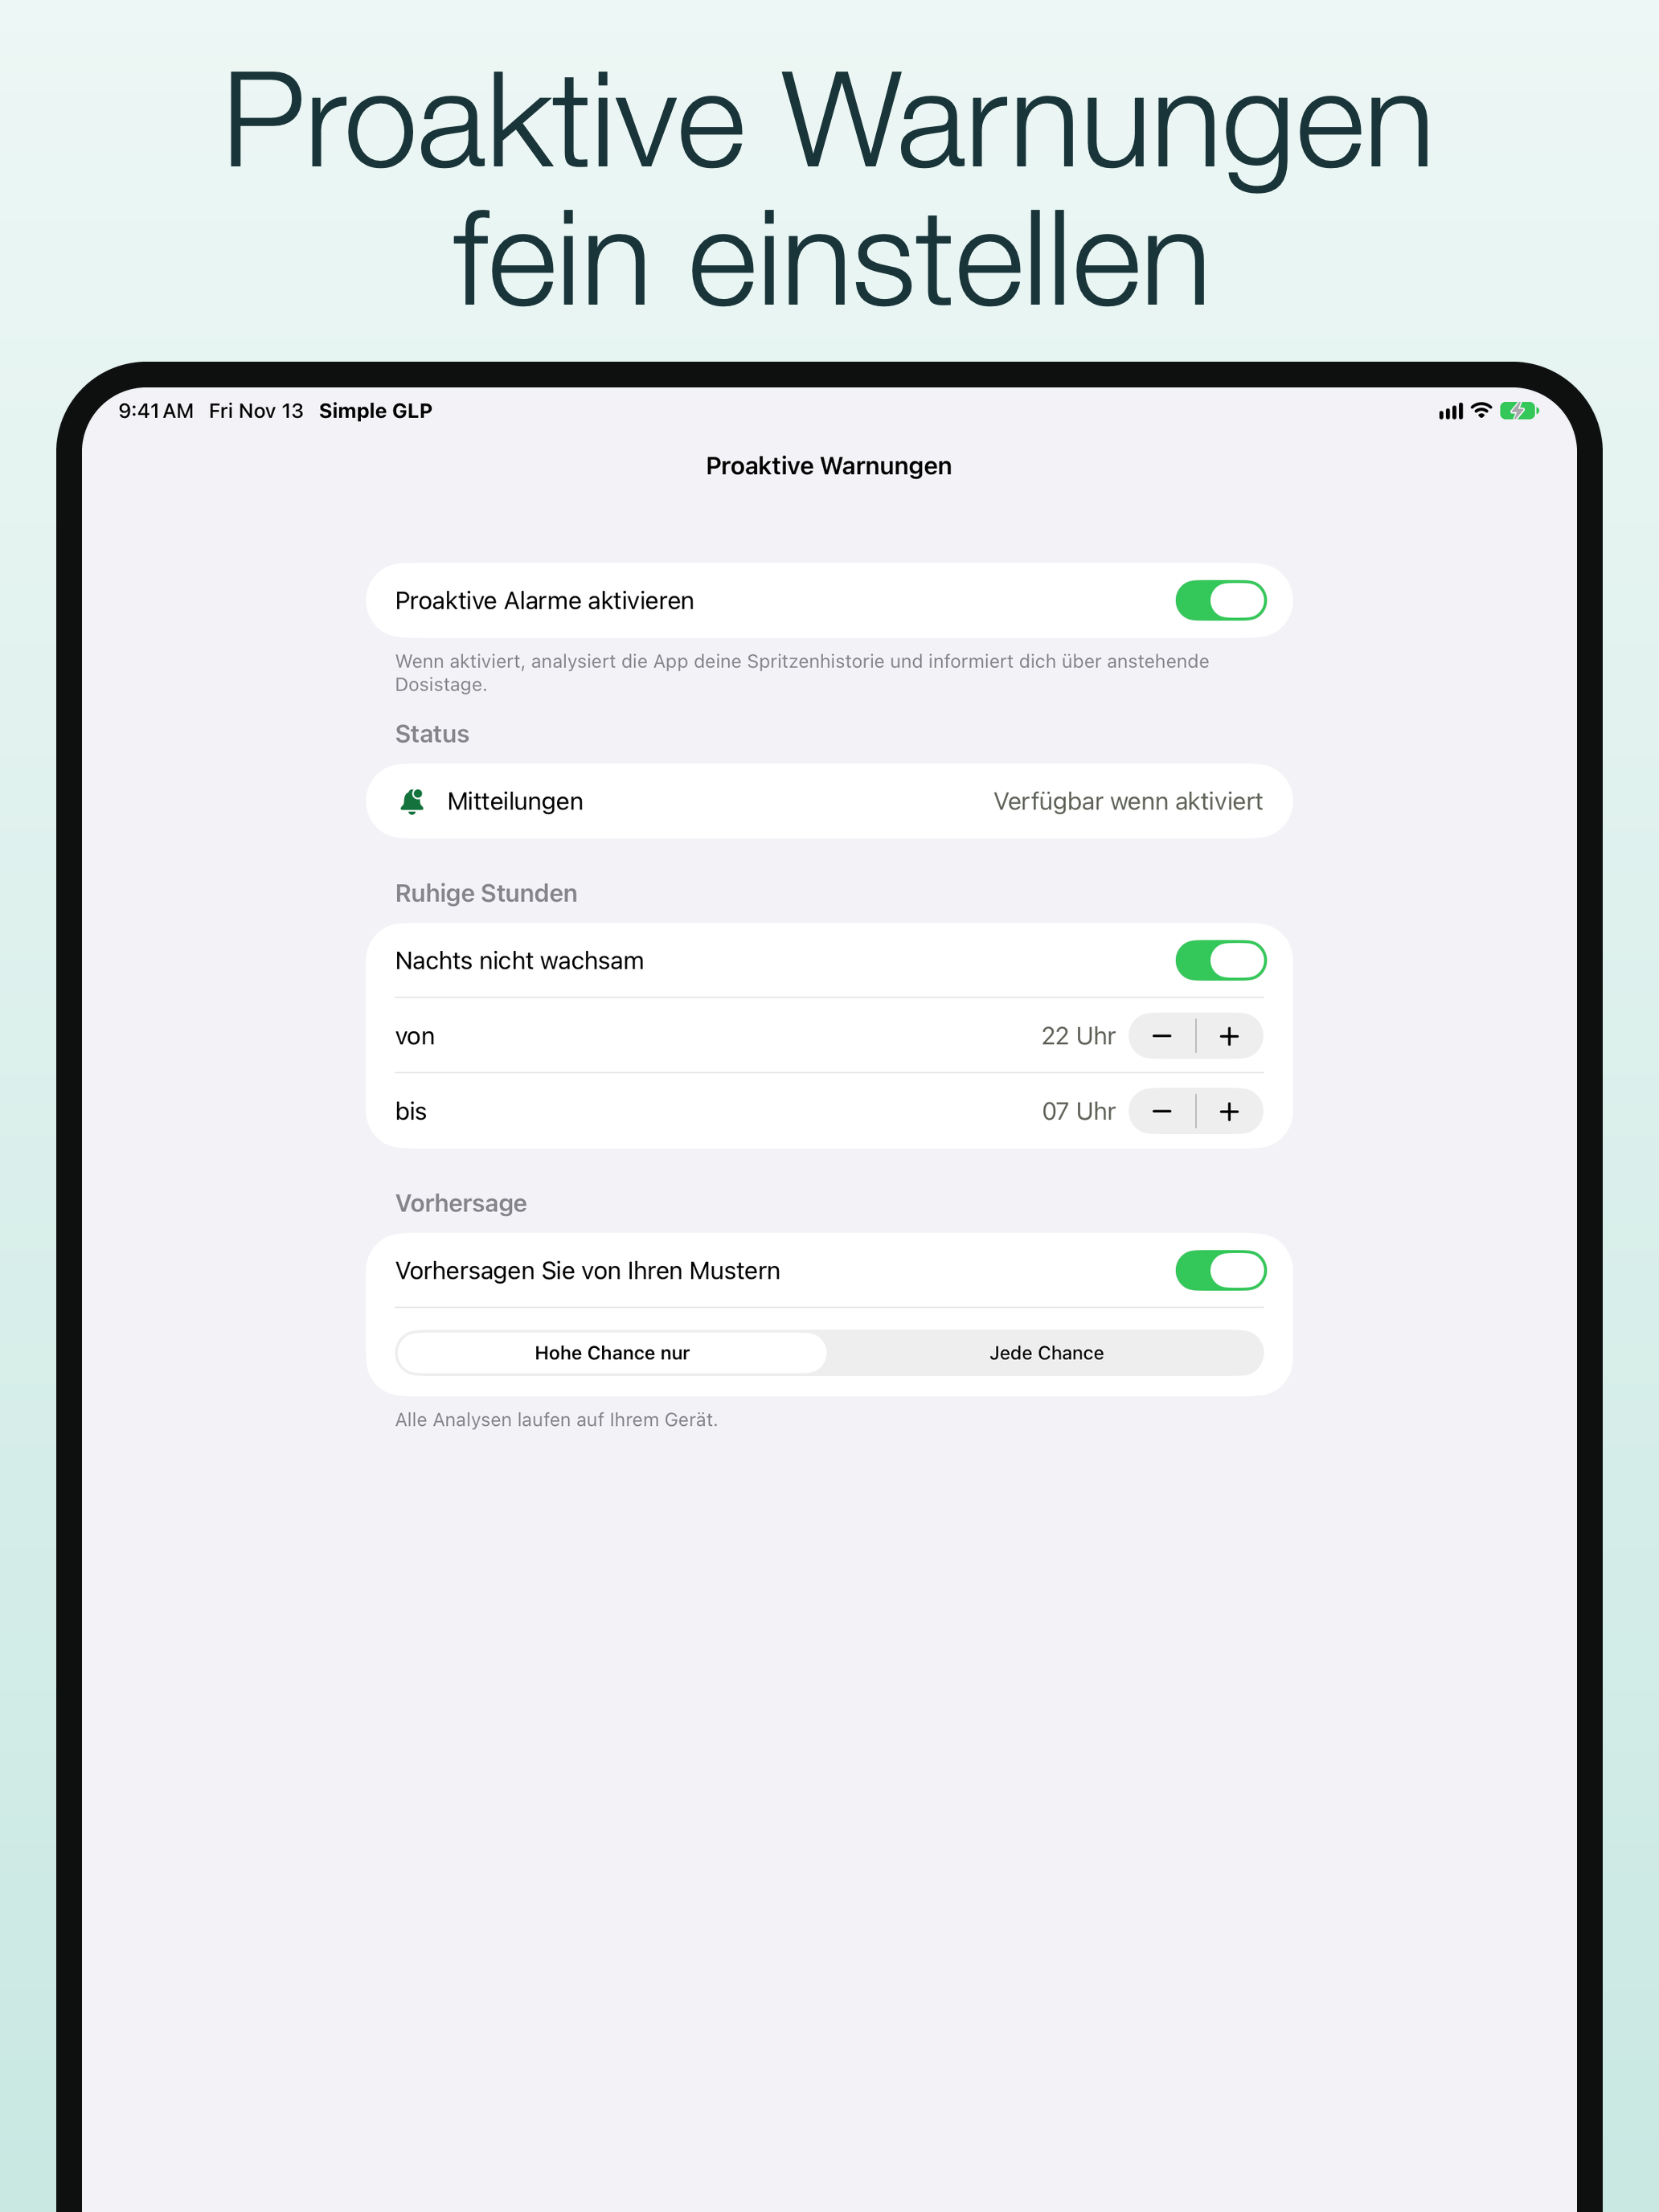 Proaktive Warnungen
fein einstellen
9:41 AM Fri Nov 13 Simple GLP
Proaktive Warnungen
Proaktive Alarme aktivieren
Wenn aktiviert, analysiert die App deine Spritzenhistorie und informiert dich über anstehende
Dosistage.
Status
Mitteilungen Verfügbar wenn aktiviert
Ruhige Stunden
Nachts nicht wachsam
von 22 Uhr − +
bis 07 Uhr − +
Vorhersage
Vorhersagen Sie von Ihren Mustern
Hohe Chance nur Jede Chance
Alle Analysen laufen auf Ihrem Gerät.